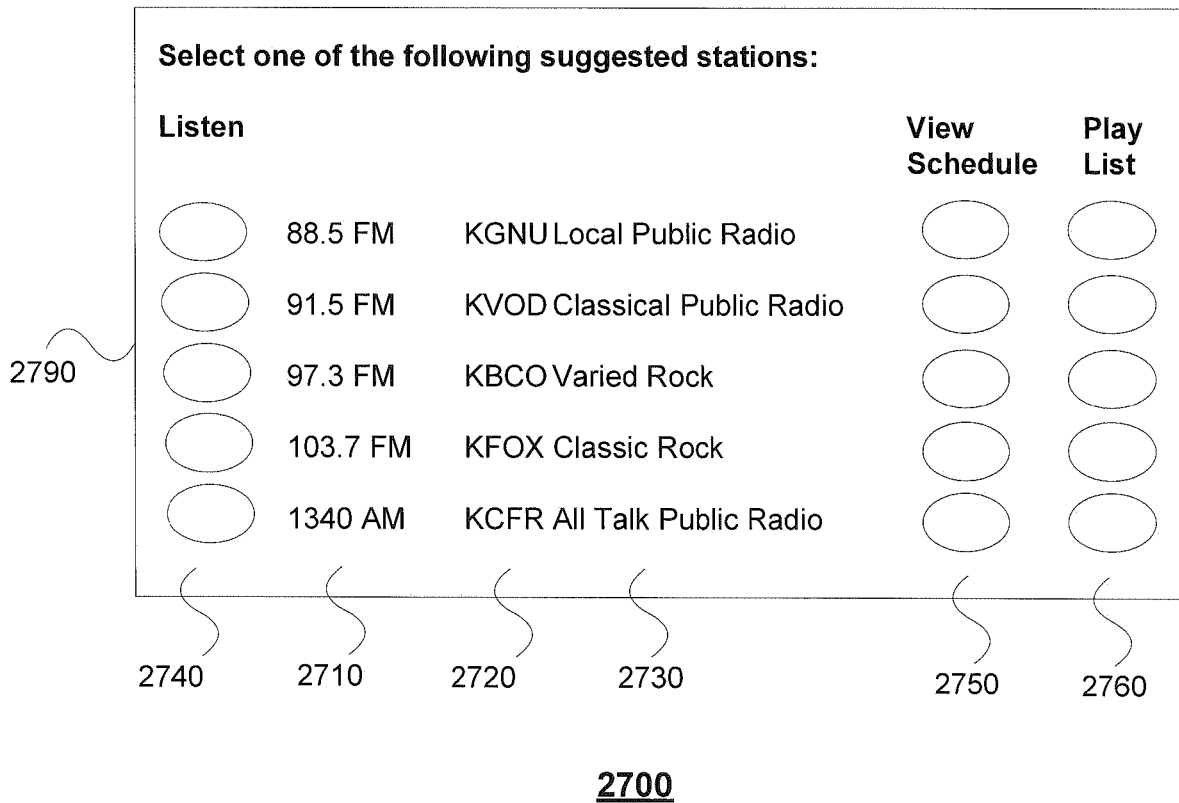 Select one of the following suggested stations:
Listen View Schedule Play List
88.5 FM KGNU Local Public Radio
91.5 FM KVOD Classical Public Radio
2790
97.3 FM KBCO Varied Rock
103.7 FM KFOX Classic Rock
1340 AM KCFR All Talk Public Radio
2740 2710 2720 2730 2750 2760
2700